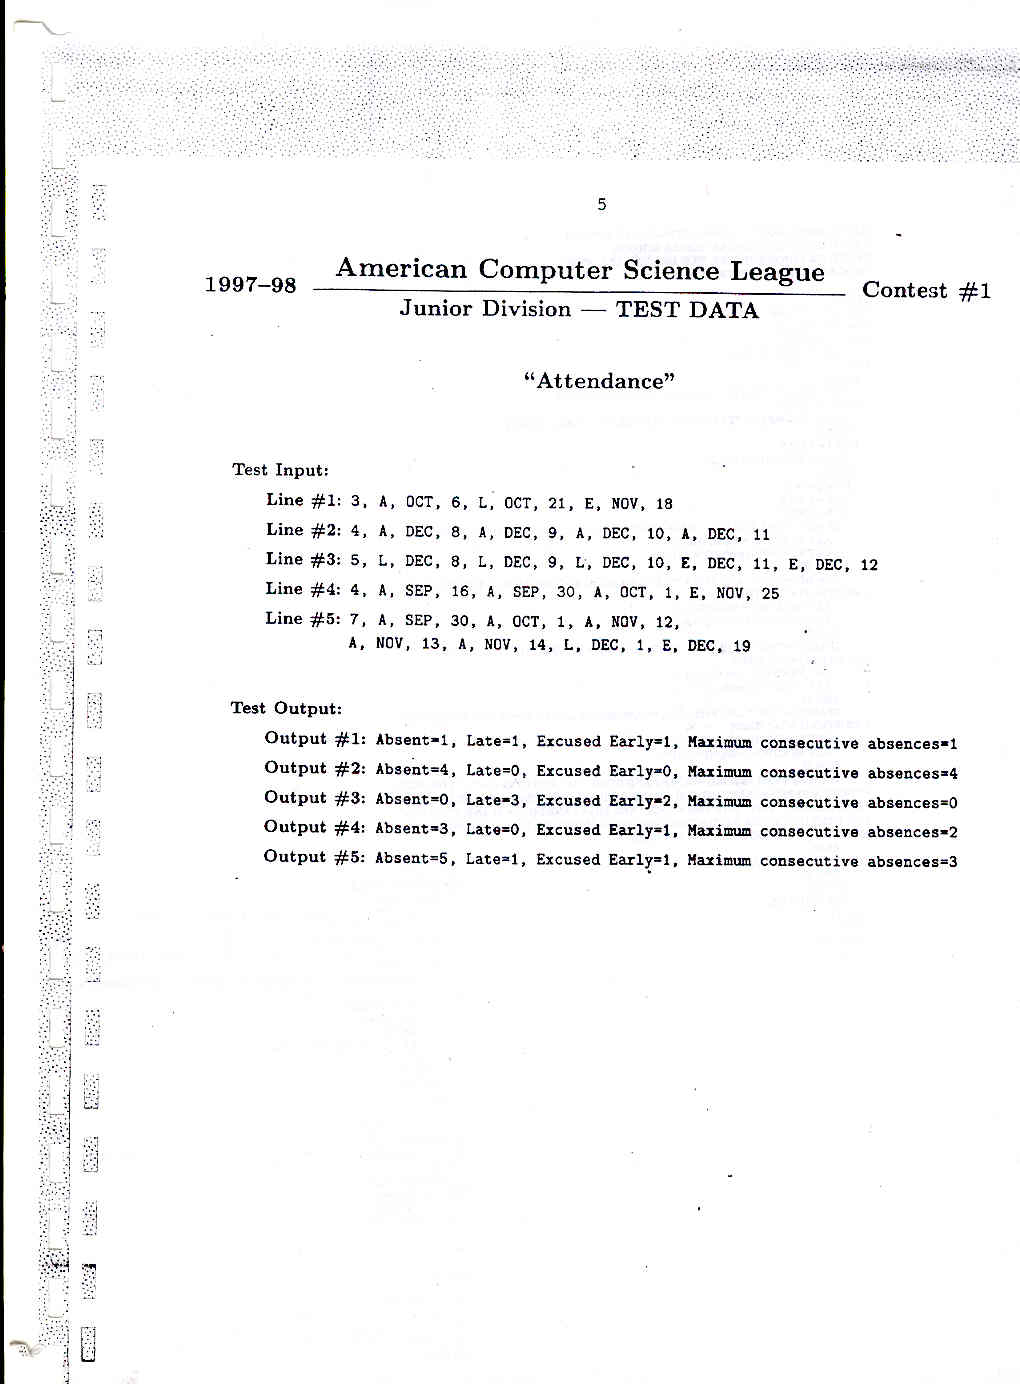 5
1997–98 American Computer Science League Contest #1
Junior Division — TEST DATA
“Attendance”
Test Input:
Line #1: 3, A, OCT, 6, L, OCT, 21, E, NOV, 18
Line #2: 4, A, DEC, 8, A, DEC, 9, A, DEC, 10, A, DEC, 11
Line #3: 5, L, DEC, 8, L, DEC, 9, L, DEC, 10, E, DEC, 11, E, DEC, 12
Line #4: 4, A, SEP, 16, A, SEP, 30, A, OCT, 1, E, NOV, 25
Line #5: 7, A, SEP, 30, A, OCT, 1, A, NOV, 12,
A, NOV, 13, A, NOV, 14, L, DEC, 1, E, DEC, 19
Test Output:
Output #1: Absent=1, Late=1, Excused Early=1, Maximum consecutive absences=1
Output #2: Absent=4, Late=0, Excused Early=0, Maximum consecutive absences=4
Output #3: Absent=0, Late=3, Excused Early=2, Maximum consecutive absences=0
Output #4: Absent=3, Late=0, Excused Early=1, Maximum consecutive absences=2
Output #5: Absent=5, Late=1, Excused Early=1, Maximum consecutive absences=3